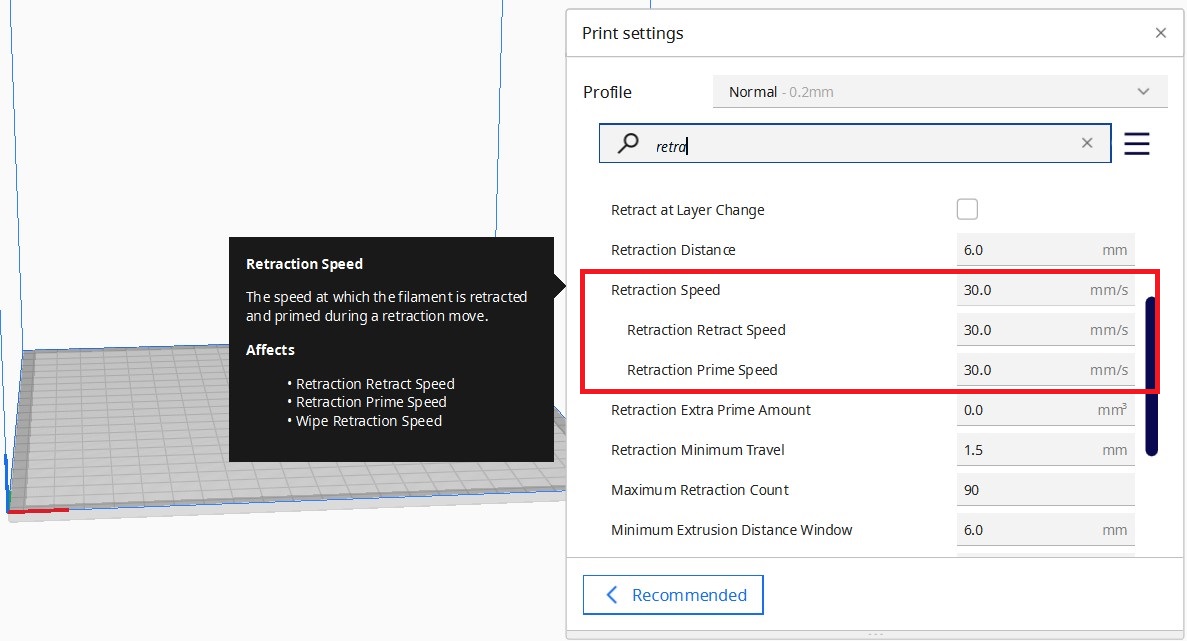 Print settings
Profile
Normal - 0.2mm
retra
Retract at Layer Change
Retraction Distance 6.0 mm
Retraction Speed 30.0 mm/s
Retraction Retract Speed 30.0 mm/s
Retraction Prime Speed 30.0 mm/s
Retraction Extra Prime Amount 0.0 mm³
Retraction Minimum Travel 1.5 mm
Maximum Retraction Count 90
Minimum Extrusion Distance Window 6.0 mm
Recommended
Retraction Speed
The speed at which the filament is retracted
and primed during a retraction move.
Affects
• Retraction Retract Speed
• Retraction Prime Speed
• Wipe Retraction Speed